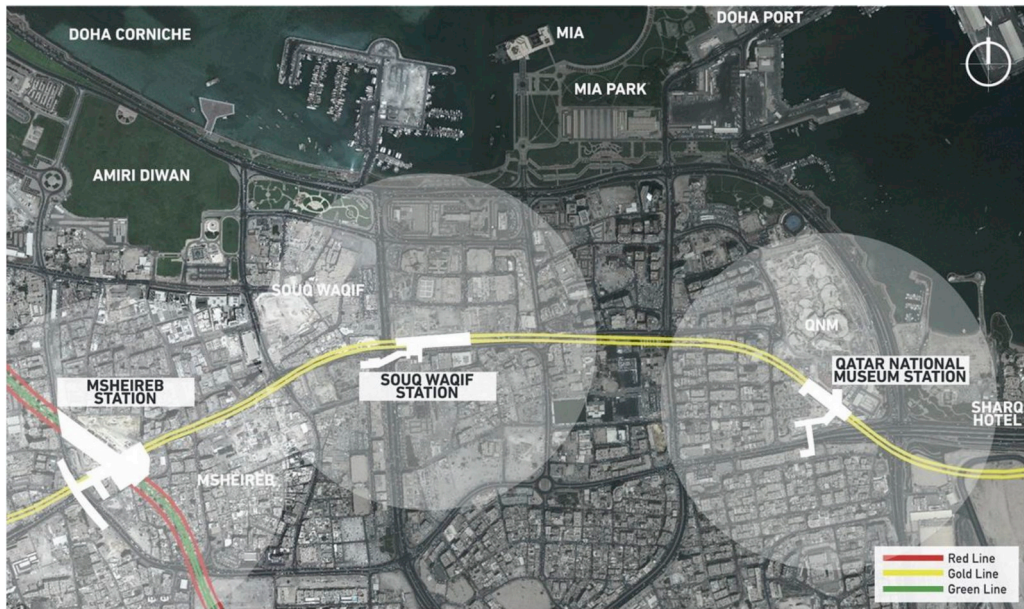 DOHA CORNICHE
MIA
DOHA PORT
N
MIA PARK
AMIRI DIWAN
SOUQ WAQIF
QNM
MSHEIREB
STATION
SOUQ WAQIF
STATION
QATAR NATIONAL
MUSEUM STATION
SHARQ
HOTEL
MSHEIREB
Red Line
Gold Line
Green Line